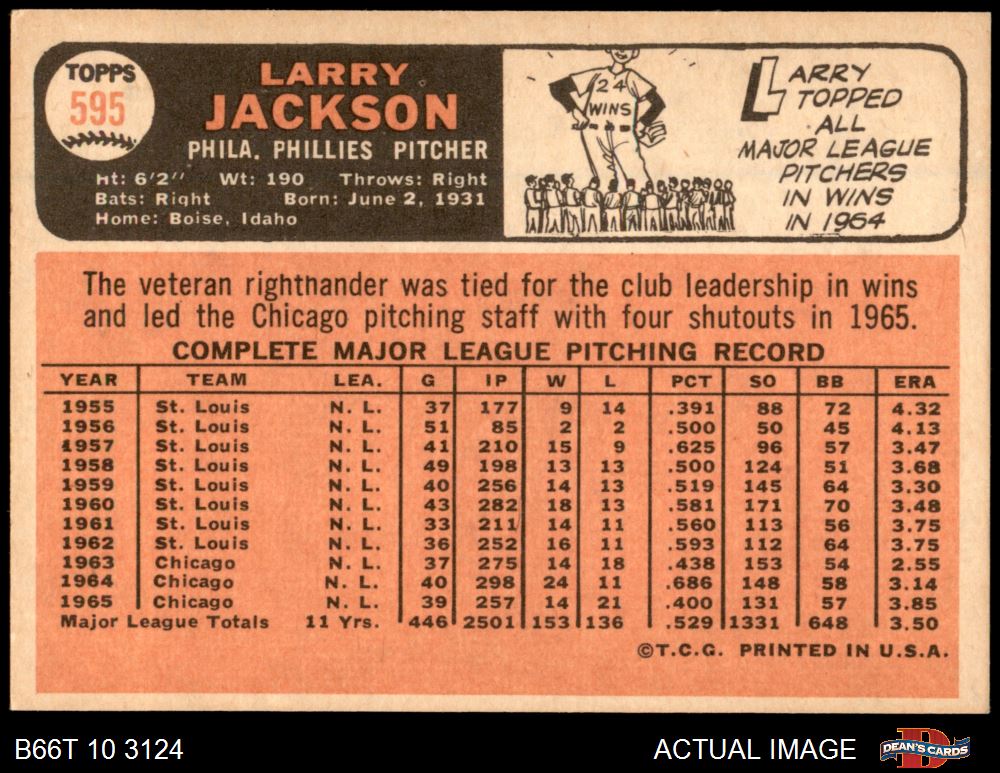 TOPPS
595
LARRY
JACKSON
PHILA. PHILLIES PITCHER
Ht: 6'2" Wt: 190 Throws: Right
Bats: Right Born: June 2, 1931
Home: Boise, Idaho
24
WINS
LARRY
TOPPED
ALL
MAJOR LEAGUE
PITCHERS
IN WINS
IN 1964
The veteran rightnander was tied for the club leadership in wins
and led the Chicago pitching staff with four shutouts in 1965.
COMPLETE MAJOR LEAGUE PITCHING RECORD
YEAR TEAM LEA. G IP W L PCT SO BB ERA
1955 St. Louis N. L. 37 177 9 14 .391 88 72 4.32
1956 St. Louis N. L. 51 85 2 2 .500 50 45 4.13
1957 St. Louis N. L. 41 210 15 9 .625 96 57 3.47
1958 St. Louis N. L. 49 198 13 13 .500 124 51 3.68
1959 St. Louis N. L. 40 256 14 13 .519 145 64 3.30
1960 St. Louis N. L. 43 282 18 13 .581 171 70 3.48
1961 St. Louis N. L. 33 211 14 11 .560 113 56 3.75
1962 St. Louis N. L. 36 252 16 11 .593 112 64 3.75
1963 Chicago N. L. 37 275 14 18 .438 153 54 2.55
1964 Chicago N. L. 40 298 24 11 .686 148 58 3.14
1965 Chicago N. L. 39 257 14 21 .400 131 57 3.85
Major League Totals 11 Yrs. 446 2501 153 136 .529 1331 648 3.50
©T.C.G. PRINTED IN U.S.A.
B66T 10 3124
ACTUAL IMAGE
DEAN'S CARDS